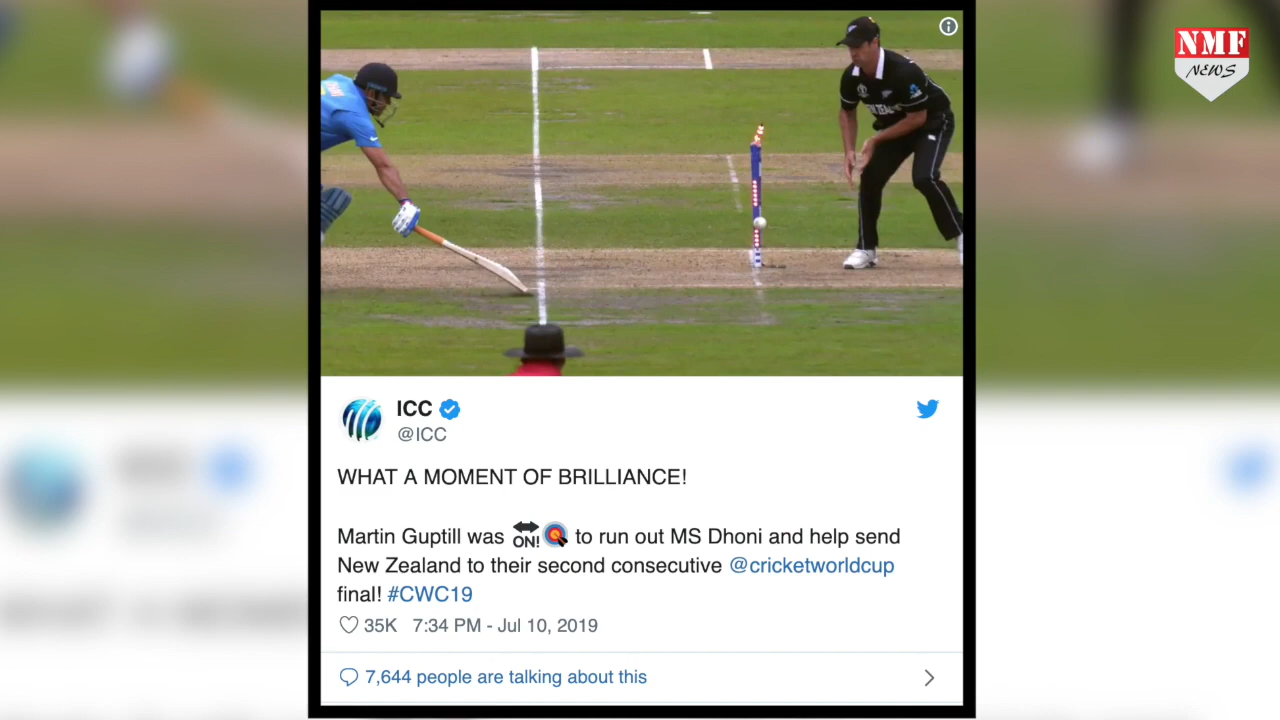 NMF
NEWS
ICC
@ICC
WHAT A MOMENT OF BRILLIANCE!
Martin Guptill was 🔛🎯 to run out MS Dhoni and help send
New Zealand to their second consecutive @cricketworldcup
final! #CWC19
35K 7:34 PM - Jul 10, 2019
7,644 people are talking about this